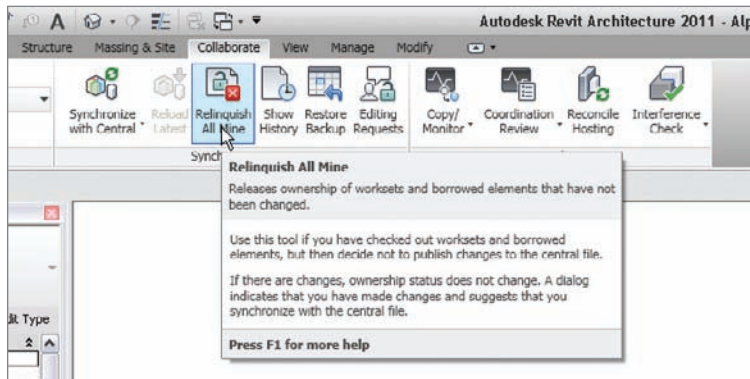 Autodesk Revit Architecture 2011 - Alp
Structure Massing & Site Collaborate View Manage Modify
Synchronize with Central
Reload Latest
Relinquish All Mine
Show History
Restore Backup
Editing Requests
Copy/ Monitor
Coordination Review
Reconcile Hosting
Interference Check
Synch
Relinquish All Mine
Releases ownership of worksets and borrowed elements that have not
been changed.
Use this tool if you have checked out worksets and borrowed
elements, but then decide not to publish changes to the central file.
If there are changes, ownership status does not change. A dialog
indicates that you have made changes and suggests that you
synchronize with the central file.
Press F1 for more help
dit Type